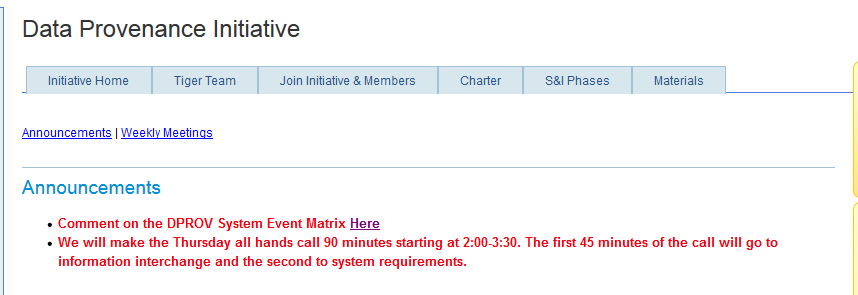 Data Provenance Initiative
Initiative Home Tiger Team Join Initiative & Members Charter S&I Phases Materials
Announcements | Weekly Meetings
Announcements
Comment on the DPROV System Event Matrix Here
We will make the Thursday all hands call 90 minutes starting at 2:00-3:30. The first 45 minutes of the call will go to
information interchange and the second to system requirements.